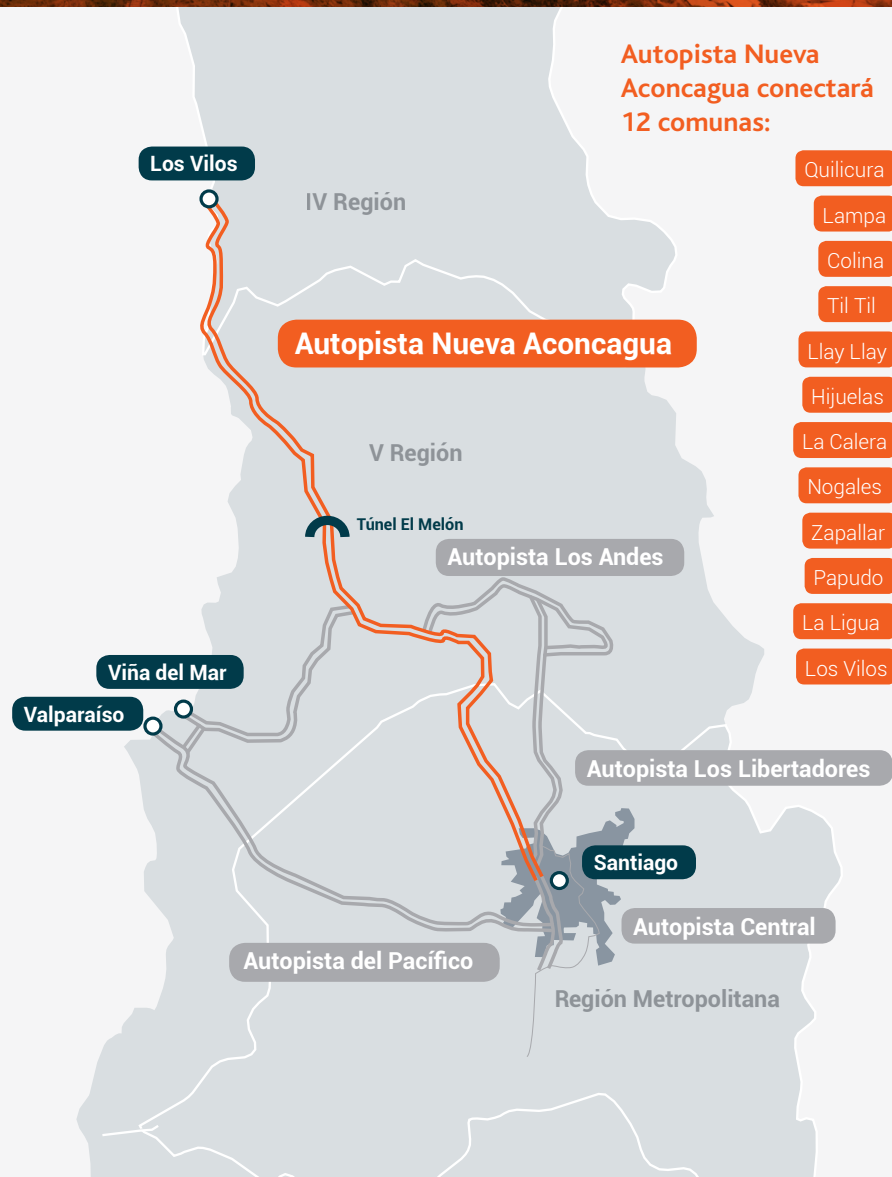 Autopista Nueva
Aconcagua conectará
12 comunas:
Quilicura
Lampa
Colina
Til Til
Llay Llay
Hijuelas
La Calera
Nogales
Zapallar
Papudo
La Ligua
Los Vilos
Los Vilos
IV Región
Autopista Nueva Aconcagua
V Región
Túnel El Melón
Autopista Los Andes
Viña del Mar
Valparaíso
Autopista Los Libertadores
Santiago
Autopista Central
Autopista del Pacífico
Región Metropolitana